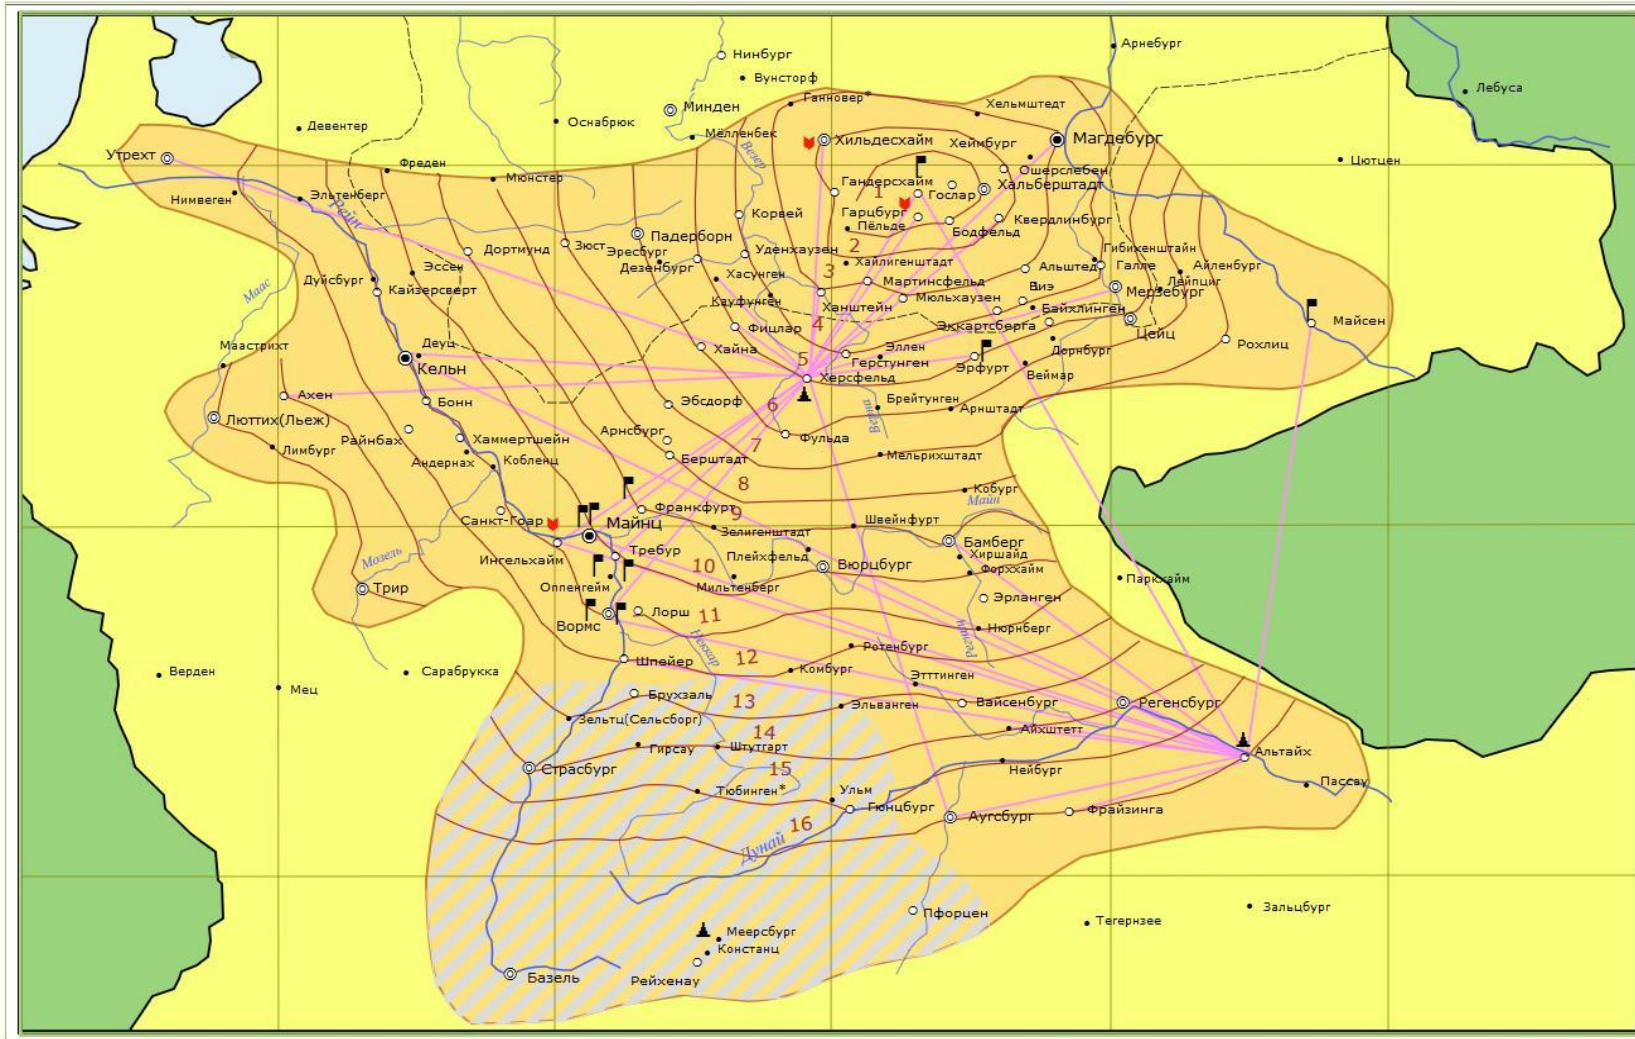 Арнебург
Нинбург
Вунсторф
Лебуса
Ганновер*
Хельмштедт
Минден
Оснабрюк
Девентер
Мёлленбек
Хильдесхайм
Хеймбург
Магдебург
Везер
Утрехт
Фреден
Цютцен
Мюнстер
Ошерслебен
Гандерсхайм
Хальберштадт
1
Гослар
Нимвеген
Эльтенберг
Рейн
Корвей
Гарцбург
Пёльде
Квердлинбург
Бодфельд
Падерборн
Зюст
Дортмунд
Эресбург
Уденхаузен
2
Гибихенштайн
Дезенбург
Хайлигенштадт
Эссен
3
Альштед
Галле
Айленбург
Дуйсбург
Хасунген
Мартинсфельд
Лейпциг
Маас
Кайзерсверт
Кауфунген
Мюльхаузен
Виэ
Мерзебург
Ханштейн
Байхлинген
4
Фицлар
Эккартсберга
Цейц
Майсен
Маастрихт
Деуц
Хайна
5
Эллен
Герстунген
Дорнбург
Рохлиц
Кельн
Эрфурт
Веймар
Херсфельд
Ахен
Бонн
Эбсдорф
6
Верра
Брейтунген
Арнштадт
Люттих(Льеж)
Райнбах
Хаммертшейн
Арнсбург
Фульда
7
Лимбург
Андернах
Кобленц
Берштадт
Мельрихштадт
8
Кобург
Майн
Санкт-Гоар
Франкфурт
9
Майнц
Зелигенштадт
Швейнфурт
Бамберг
Мозель
Ингельхайм
Требур
Плейхфельд
Хиршайд
10
Вюрцбург
Форххайм
Паркхайм
Трир
Оппенгейм
Мильтенберг
Эрланген
Вормс
Лорш
11
Нюрнберг
Неккар
Регниц
Ротенбург
Шпейер
12
Комбург
Верден
Сарабрукка
Этттинген
Мец
Брухзаль
13
Эльванген
Вайсенбург
Регенсбург
Зельтц(Сельсборг)
14
Айхштетт
Гирсау
Штутгарт
Альтайх
Страсбург
15
Нейбург
Пассау
Тюбинген*
Ульм
Гюнцбург
Аугсбург
Фрайзинга
16
Дунай
Зальцбург
Пфорцен
Тегернзее
Меерсбург
Констанц
Базель
Рейхенау